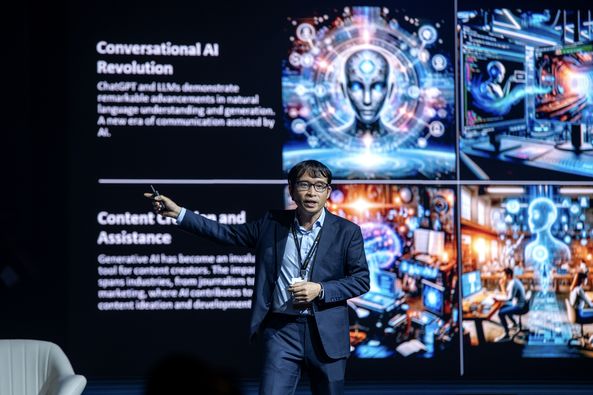 Conversational AI
Revolution
ChatGPT and LLMs demonstrate
remarkable advancements in natural
language understanding and generation.
A new era of communication assisted by
AI.
Content and
Assistance
Generative AI has become an
tool for content creators. The
spans industries, from journalism
marketing, where AI contributes
content ideation and